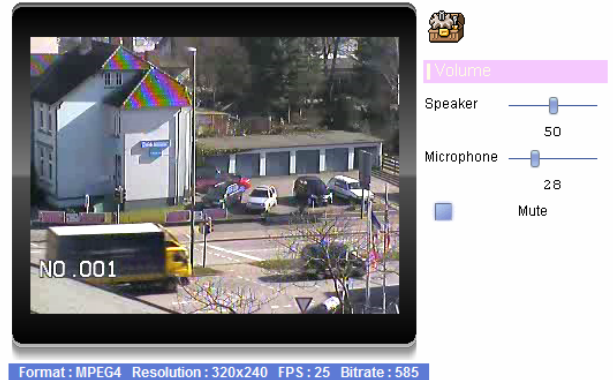 Volume
Speaker
50
Microphone
28
Mute
NO.001
Format : MPEG4 Resolution : 320x240 FPS : 25 Bitrate : 585